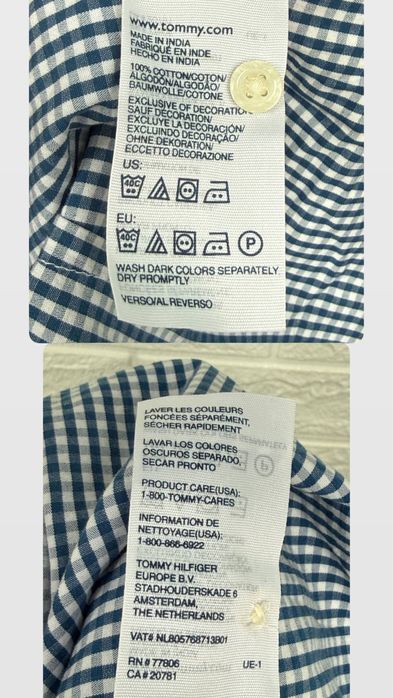 www.tommy.com
MADE IN INDIA
FABRIQUÉ EN INDE
HECHO EN INDIA
100% COTTON/COTON/
ALGODÓN/ALGODÃO/
BAUMWOLLE/COTONE
EXCLUSIVE OF DECORATION/
SAUF DÉCORATION/
EXCLUYE LA DECORACIÓN/
EXCLUINDO DECORAÇÃO/
OHNE DEKORATION/
ECCETTO DECORAZIONE
US:
40C
EU:
40C P
WASH DARK COLORS SEPARATELY
DRY PROMPTLY
VERSO/AL REVERSO
LAVER LES COULEURS
FONCÉES SÉPARÉMENT,
SÉCHER RAPIDEMENT
LAVAR LOS COLORES
OSCUROS SEPARADO,
SECAR PRONTO
PRODUCT CARE(USA):
1-800-TOMMY-CARES
INFORMATION DE
NETTOYAGE(USA):
1-800-866-6922
TOMMY HILFIGER
EUROPE B.V.
STADHOUDERSKADE 6
AMSTERDAM,
THE NETHERLANDS
VAT# NL805768713B01
RN # 77806 UE-1
CA # 20781